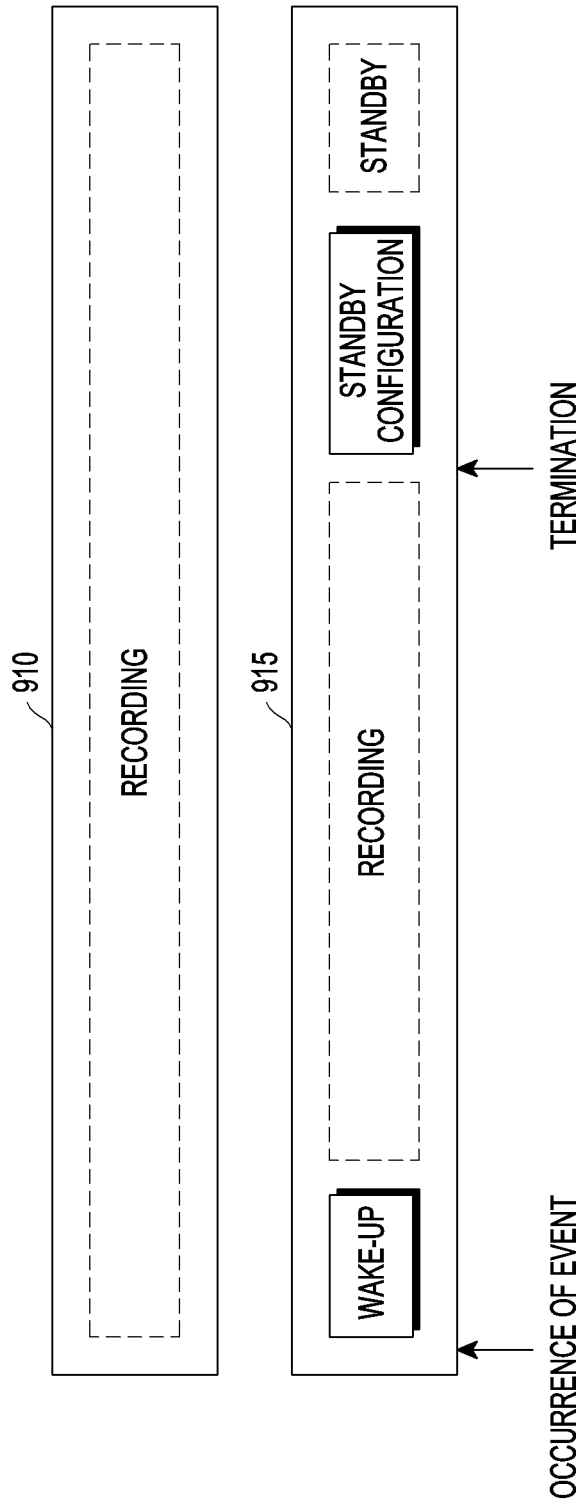 910
RECORDING
915
WAKE-UP
RECORDING
STANDBY
CONFIGURATION
STANDBY
OCCURRENCE OF EVENT
TERMINATION